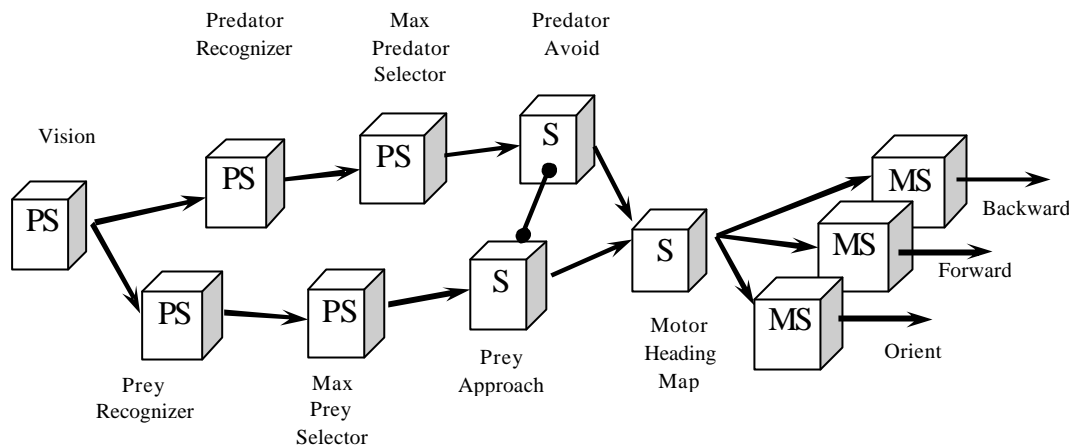 Predator
Recognizer
Max
Predator
Selector
Predator
Avoid
Vision
PS
PS
PS
S
MS
Backward
MS
Forward
MS
Orient
S
S
PS
PS
Prey
Recognizer
Max
Prey
Selector
Prey
Approach
Motor
Heading
Map